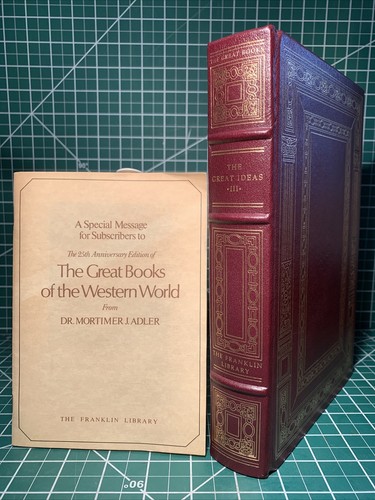 A Special Message
for Subscribers to
The 25th Anniversary Edition of
The Great Books
of the Western World
From
DR. MORTIMER J. ADLER
THE FRANKLIN LIBRARY
THE GREAT BOOKS
THE
GREAT IDEAS
·III·
THE FRANKLIN
LIBRARY
06